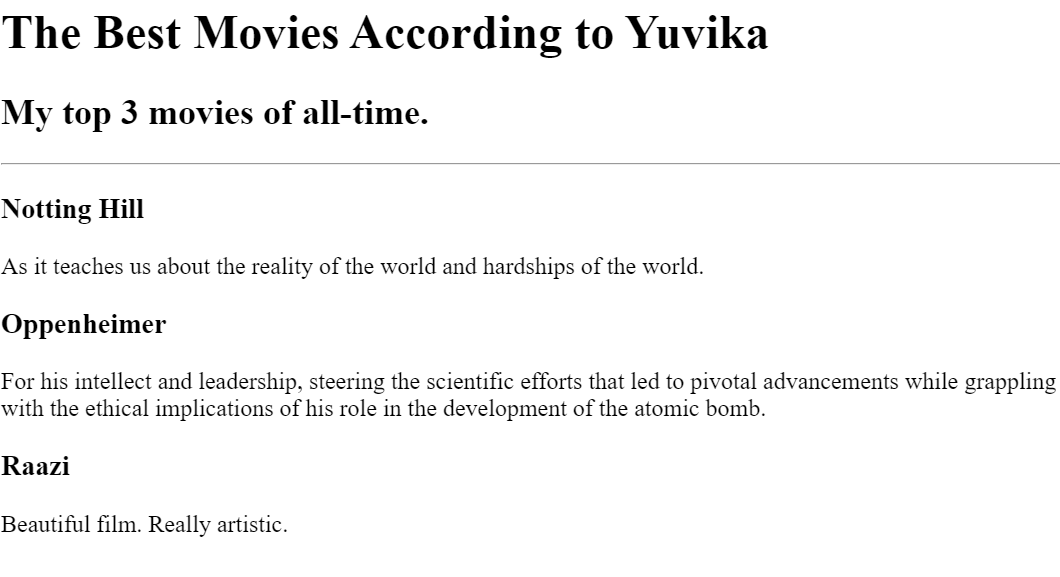 The Best Movies According to Yuvika
My top 3 movies of all-time.
Notting Hill
As it teaches us about the reality of the world and hardships of the world.
Oppenheimer
For his intellect and leadership, steering the scientific efforts that led to pivotal advancements while grappling
with the ethical implications of his role in the development of the atomic bomb.
Raazi
Beautiful film. Really artistic.